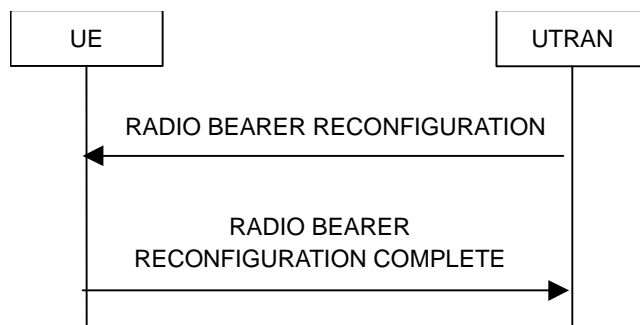 UE
UTRAN
RADIO BEARER RECONFIGURATION
RADIO BEARER
RECONFIGURATION COMPLETE